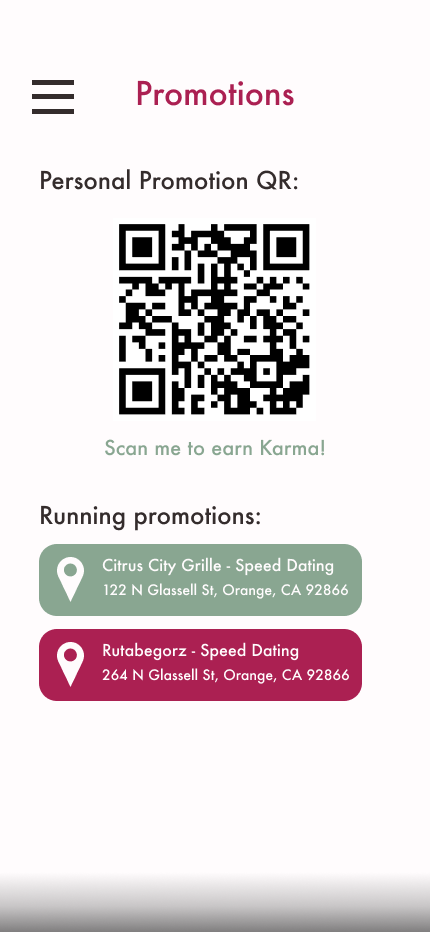 Promotions
Personal Promotion QR:
Scan me to earn Karma!
Running promotions:
Citrus City Grille - Speed Dating
122 N Glassell St, Orange, CA 92866
Rutabegorz - Speed Dating
264 N Glassell St, Orange, CA 92866